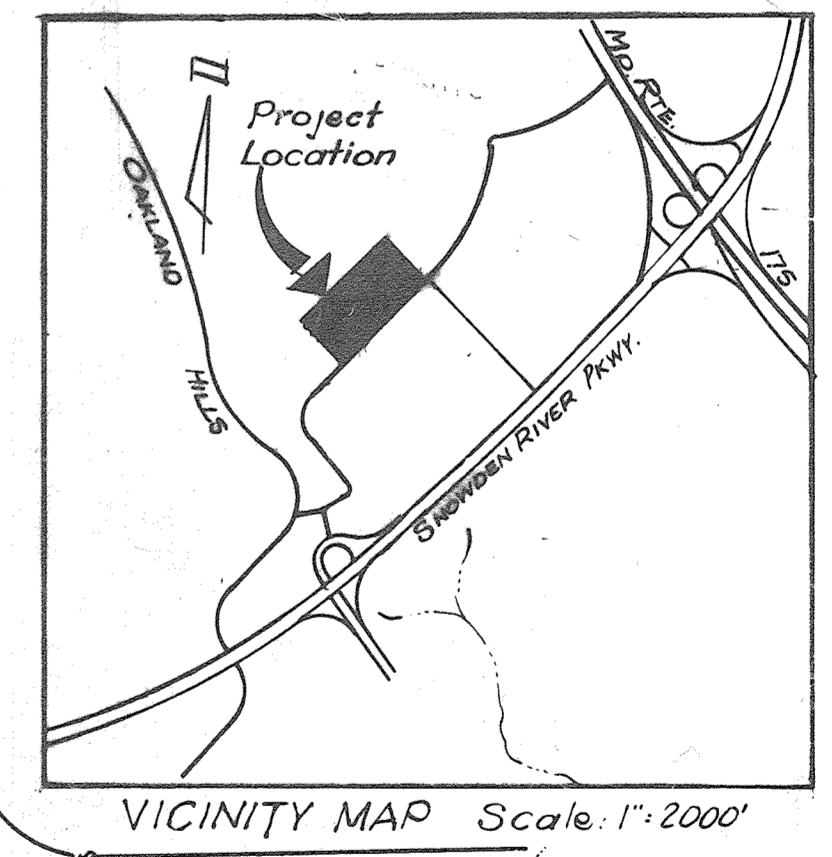 MD. RTE.
175
Project
Location
OAKLAND
HILLS
SNOWDEN RIVER PKWY.
VICINITY MAP Scale: 1":2000'